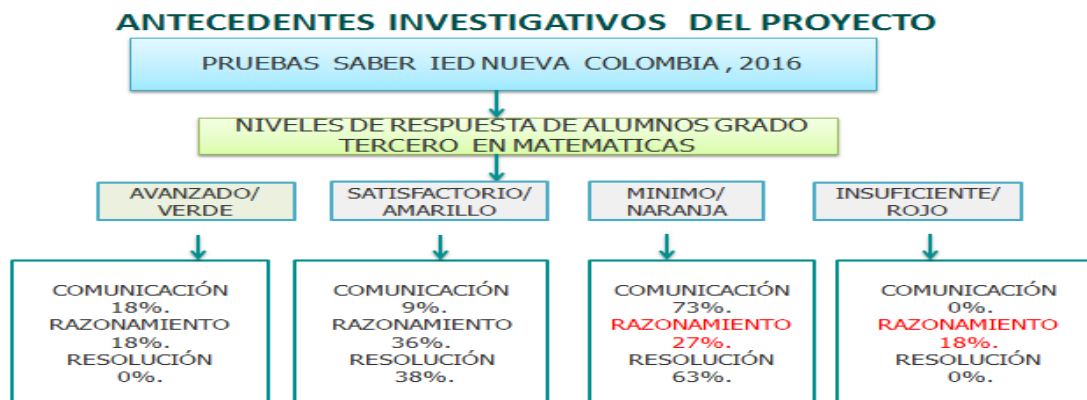 ANTECEDENTES INVESTIGATIVOS DEL PROYECTO
PRUEBAS SABER IED NUEVA COLOMBIA , 2016
NIVELES DE RESPUESTA DE ALUMNOS GRADO
TERCERO EN MATEMATICAS
AVANZADO/
VERDE
SATISFACTORIO/
AMARILLO
MINIMO/
NARANJA
INSUFICIENTE/
ROJO
COMUNICACIÓN
18%.
RAZONAMIENTO
18%.
RESOLUCIÓN
0%.
COMUNICACIÓN
9%.
RAZONAMIENTO
36%.
RESOLUCIÓN
38%.
COMUNICACIÓN
73%.
RAZONAMIENTO
27%.
RESOLUCIÓN
63%.
COMUNICACIÓN
0%.
RAZONAMIENTO
18%.
RESOLUCIÓN
0%.